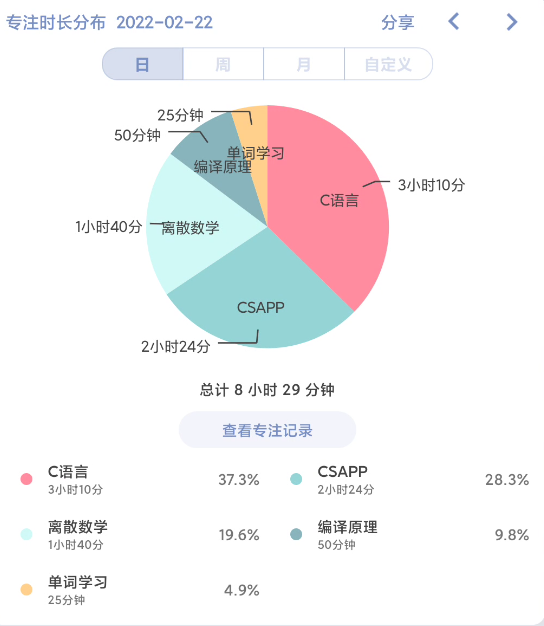 专注时长分布 2022-02-22
分享
日 周 月 自定义
25分钟
50分钟
单词学习
编译原理
3小时10分
C语言
1小时40分
离散数学
CSAPP
2小时24分
总计 8 小时 29 分钟
查看专注记录
C语言 37.3%
3小时10分
CSAPP 28.3%
2小时24分
离散数学 19.6%
1小时40分
编译原理 9.8%
50分钟
单词学习 4.9%
25分钟